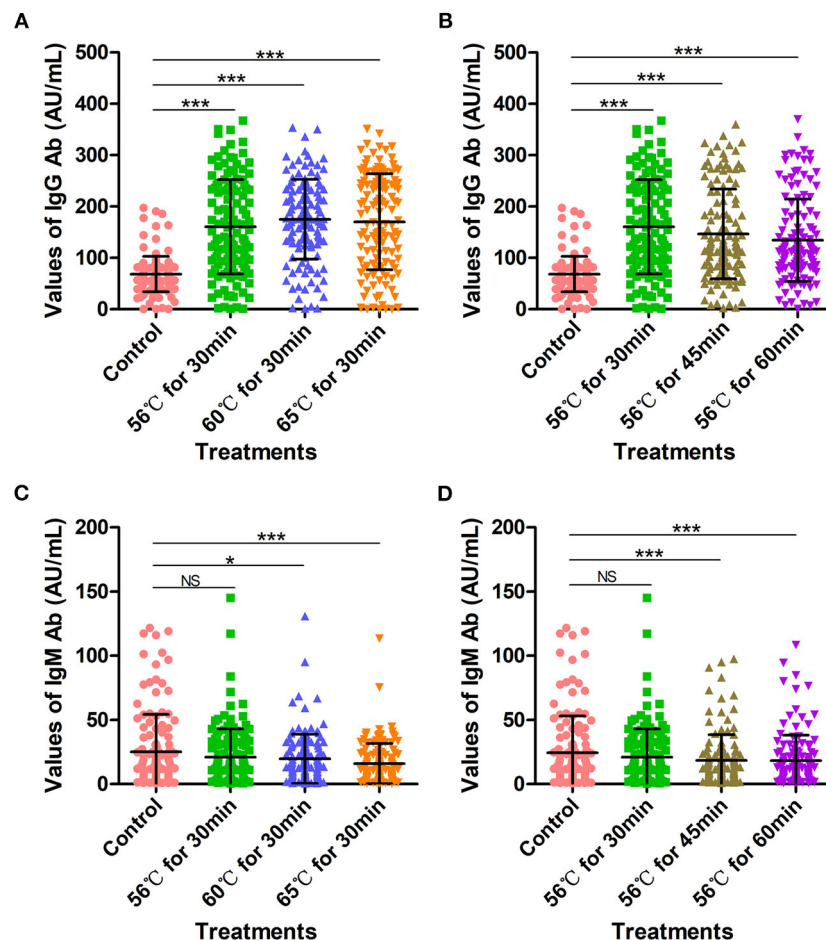 A
Values of IgG Ab (AU/mL)
500
400
300
200
100
0
***
***
***
Control
56℃ for 30min
60℃ for 30min
65℃ for 30min
Treatments
B
Values of IgG Ab (AU/mL)
500
400
300
200
100
0
***
***
***
Control
56℃ for 30min
56℃ for 45min
56℃ for 60min
Treatments
C
Values of IgM Ab (AU/mL)
200
150
100
50
0
***
*
NS
Control
56℃ for 30min
60℃ for 30min
65℃ for 30min
Treatments
D
Values of IgM Ab (AU/mL)
200
150
100
50
0
***
***
NS
Control
56℃ for 30min
56℃ for 45min
56℃ for 60min
Treatments